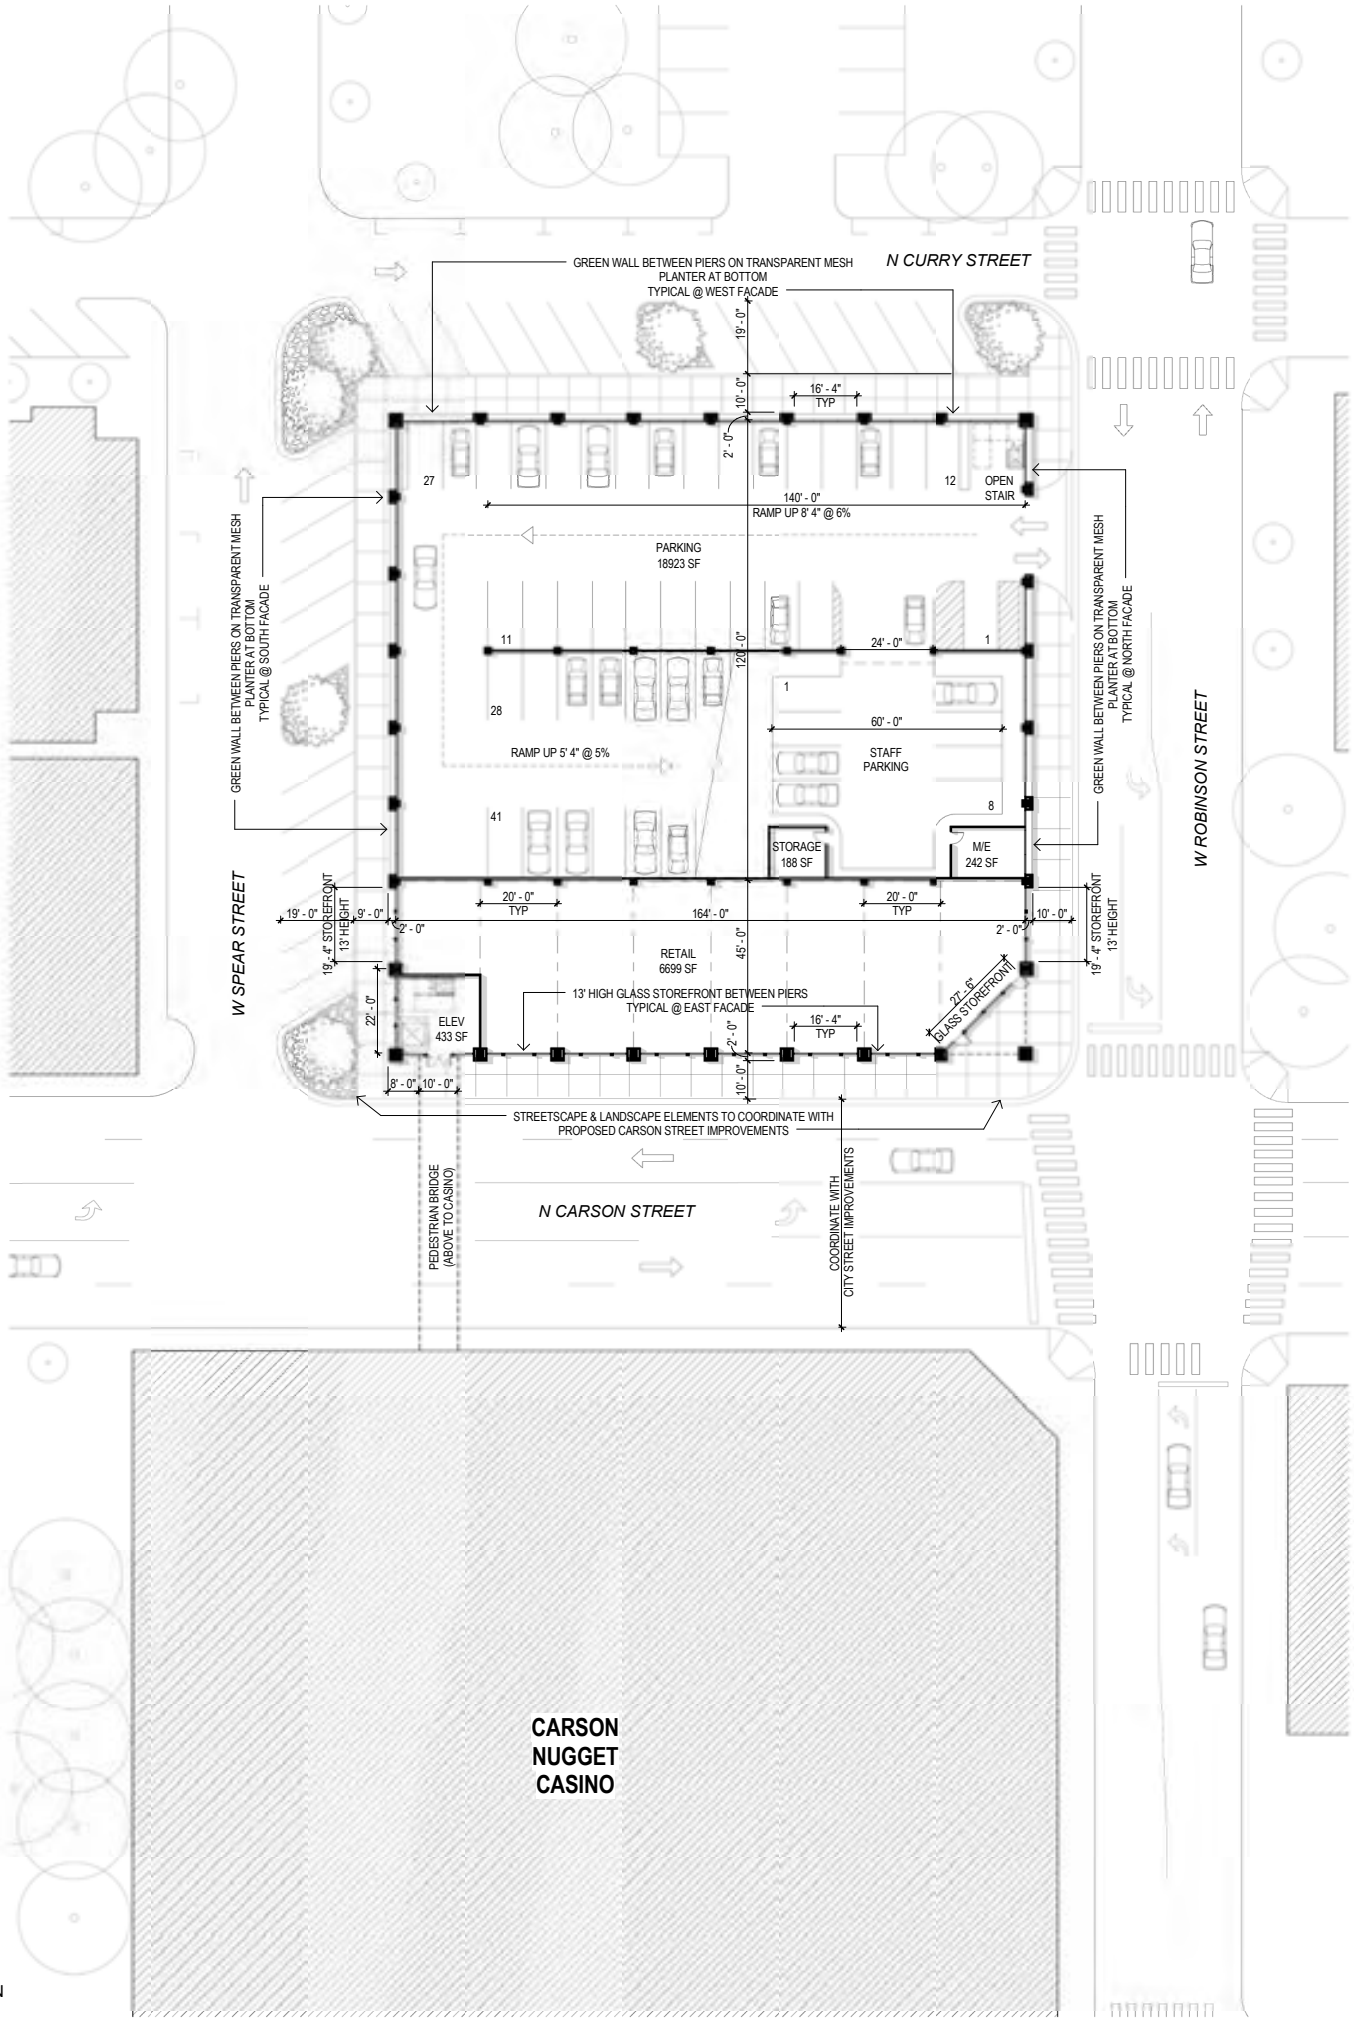 GREEN WALL BETWEEN PIERS ON TRANSPARENT MESH
PLANTER AT BOTTOM
TYPICAL @ WEST FACADE
N CURRY STREET
19' - 0"
10' - 0"
16' - 4"
TYP
2' - 0"
27
12
OPEN
STAIR
140' - 0"
RAMP UP 8' 4" @ 6%
PARKING
18923 SF
GREEN WALL BETWEEN PIERS ON TRANSPARENT MESH
PLANTER AT BOTTOM
TYPICAL @ SOUTH FACADE
GREEN WALL BETWEEN PIERS ON TRANSPARENT MESH
PLANTER AT BOTTOM
TYPICAL @ NORTH FACADE
11
120' - 0"
24' - 0"
1
1
28
60' - 0"
RAMP UP 5' 4" @ 5%
STAFF
PARKING
W ROBINSON STREET
41
8
STORAGE
188 SF
M/E
242 SF
W SPEAR STREET
19' - 0"
9' - 0"
19' - 4" STOREFRONT
13' HEIGHT
2' - 0"
20' - 0"
TYP
164' - 0"
20' - 0"
TYP
2' - 0"
10' - 0"
19' - 4" STOREFRONT
13' HEIGHT
45' - 0"
RETAIL
6699 SF
27' - 6"
GLASS STOREFRONT
13' HIGH GLASS STOREFRONT BETWEEN PIERS
TYPICAL @ EAST FACADE
22' - 0"
ELEV
433 SF
16' - 4"
TYP
2' - 0"
8' - 0"
10' - 0"
10' - 0"
STREETSCAPE & LANDSCAPE ELEMENTS TO COORDINATE WITH
PROPOSED CARSON STREET IMPROVEMENTS
PEDESTRIAN BRIDGE
(ABOVE TO CASINO)
N CARSON STREET
COORDINATE WITH
CITY STREET IMPROVEMENTS
CARSON
NUGGET
CASINO
N